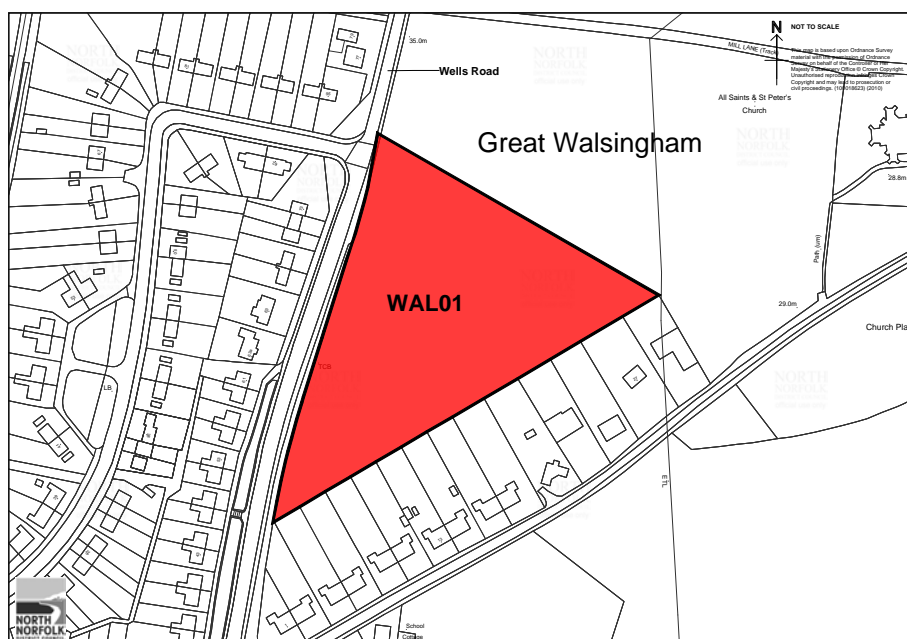 NOT TO SCALE
N
35.0m
MILL LANE (Track)
This map is based upon Ordnance Survey
material with the permission of Ordnance
Survey on behalf of the Controller of Her
Majesty's Stationery Office © Crown Copyright.
Unauthorised reproduction infringes Crown
Copyright and may lead to prosecution or
civil proceedings. (100018623) (2010)
Wells Road
All Saints & St Peter's
Church
Great Walsingham
28.8m
Path (um)
WAL01
29.0m
Church Pla
TCB
LB
ETL
School
Cottage
NORTH
NORFOLK
DISTRICT COUNCIL